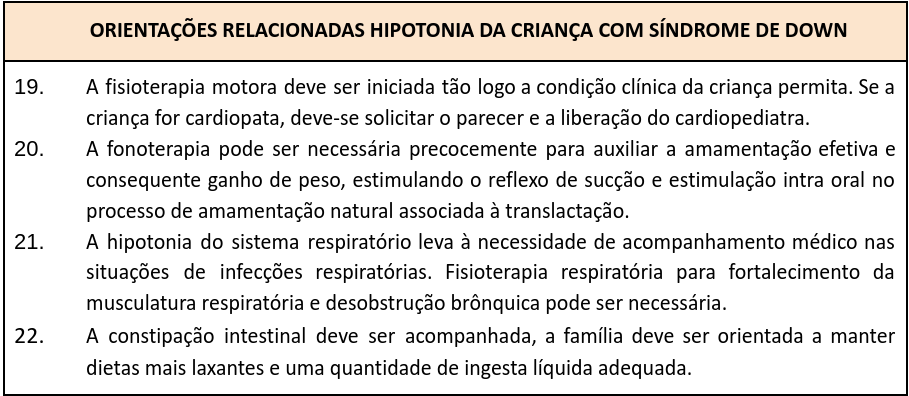 ORIENTAÇÕES RELACIONADAS HIPOTONIA DA CRIANÇA COM SÍNDROME DE DOWN
19. A fisioterapia motora deve ser iniciada tão logo a condição clínica da criança permita. Se a
criança for cardiopata, deve-se solicitar o parecer e a liberação do cardiopediatra.
20. A fonoterapia pode ser necessária precocemente para auxiliar a amamentação efetiva e
consequente ganho de peso, estimulando o reflexo de sucção e estimulação intra oral no
processo de amamentação natural associada à translactação.
21. A hipotonia do sistema respiratório leva à necessidade de acompanhamento médico nas
situações de infecções respiratórias. Fisioterapia respiratória para fortalecimento da
musculatura respiratória e desobstrução brônquica pode ser necessária.
22. A constipação intestinal deve ser acompanhada, a família deve ser orientada a manter
dietas mais laxantes e uma quantidade de ingesta líquida adequada.